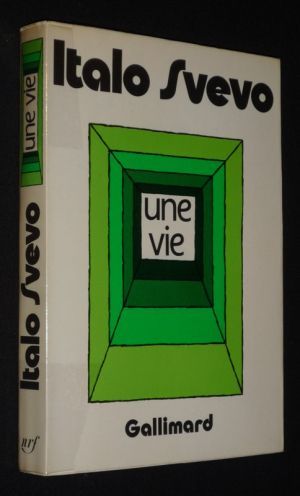 Italo Svevo
une
vie
Gallimard
une vie
Italo Svevo
nrf